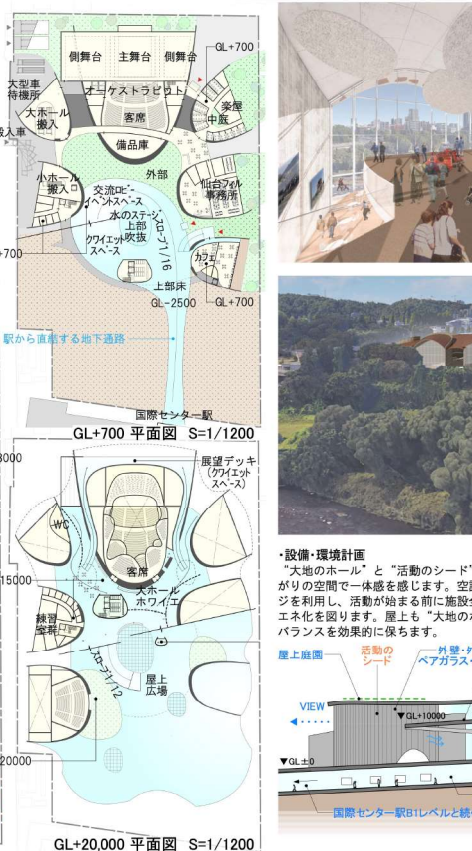 側舞台 主舞台 側舞台
GL+700
オーケストラピット
大型車
待機所
楽屋
中庭
大ホール
搬入
客席
搬入車
備品庫
外部
小ホール
搬入
交流ロビー
ベントスペース
仙台フィル
事務所
水のステージ
上部
吹抜
スロープ1/16
クワイエット
スペース
カフェ
+700
上部床
GL-2500
GL+700
駅から直結する地下通路
国際センター駅
GL+700 平面図 S=1/1200
3000
展望デッキ
(クワイエット
スペース)
WC
客席
15000
大ホール
ホワイエ
練習
室群
スロープ1/12
屋上
広場
20000
GL+20,000 平面図 S=1/1200
・設備・環境計画
“大地のホール”と“活動のシード”
がりの空間で一体感を感じます。空調
ジを利用し、活動が始まる前に施設全
エネ化を図ります。屋上も“大地のホ
バランスを効果的に保ちます。
屋上庭園
活動の
シード
外壁・外
ペアガラス・
VIEW
▼GL+10000
▼GL±0
国際センター駅B1レベルと続